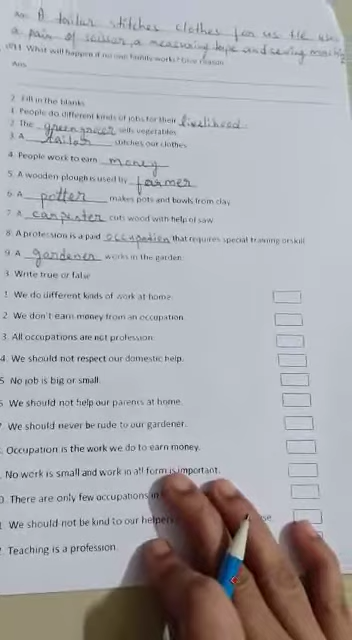 Ans. A tailor stitches clothes for us. He uses
a pair of scissor, a measuring tape and sewing machine
Q11. What will happen if no one family works? Give reason
Ans
2. Fill in the blanks
1. People do different kinds of jobs for their livelihood
2. The greengrocer sells vegetables
3. A tailor stitches our clothes
4. People work to earn money
5. A wooden plough is used by farmer
6. A potter makes pots and bowls from clay
7. A carpenter cuts wood with help of saw
8. A profession is a paid occupation that requires special training or skill
9. A gardener works in the garden
3. Write true or false
1. We do different kinds of work at home.
2. We don't earn money from an occupation.
3. All occupations are not profession.
4. We should not respect our domestic help.
5 No job is big or small.
We should not help our parents at home.
We should never be rude to our gardener.
Occupation is the work we do to earn money.
No work is small and work in all form is important.
0. There are only few occupations in
We should not be kind to our helper
Teaching is a profession.